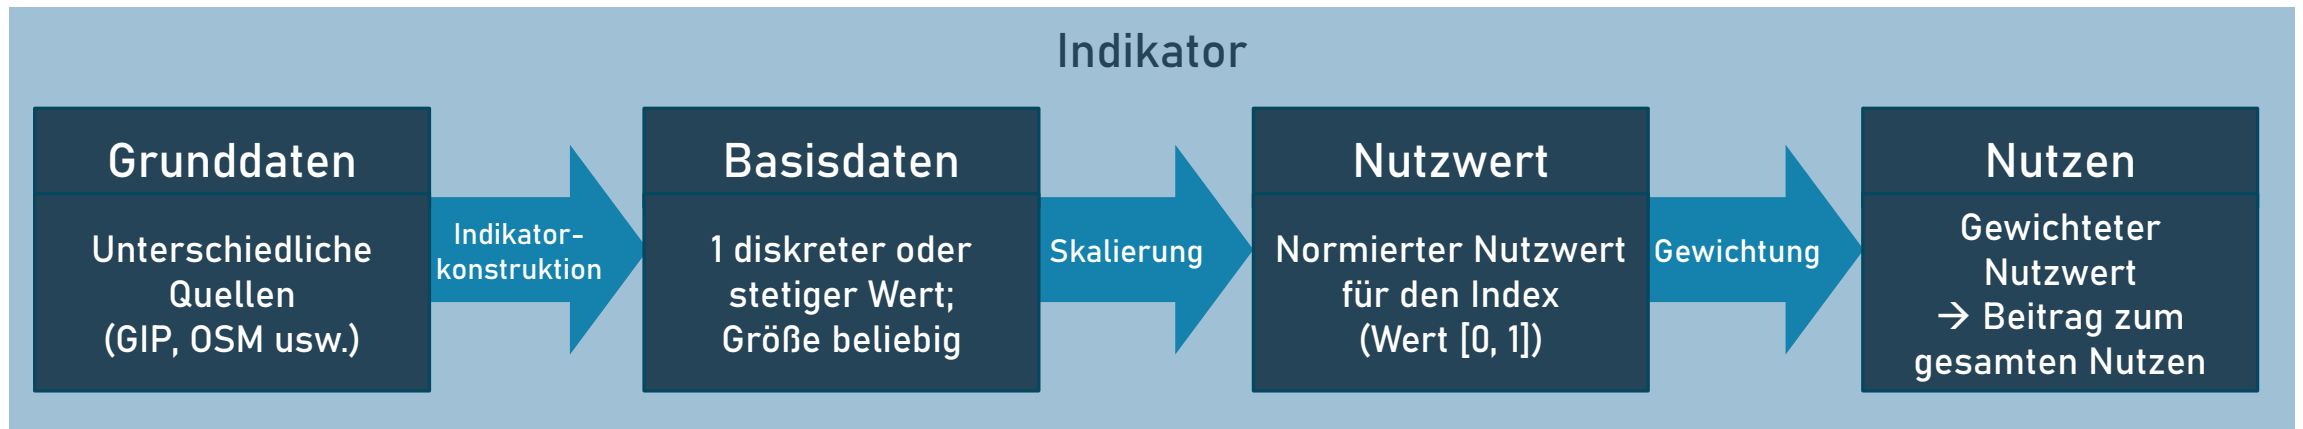 Indikator
Grunddaten
Unterschiedliche
Quellen
(GIP, OSM usw.)
Indikator-
konstruktion
Basisdaten
1 diskreter oder
stetiger Wert;
Größe beliebig
Skalierung
Nutzwert
Normierter Nutzwert
für den Index
(Wert [0, 1])
Gewichtung
Nutzen
Gewichteter
Nutzwert
→ Beitrag zum
gesamten Nutzen